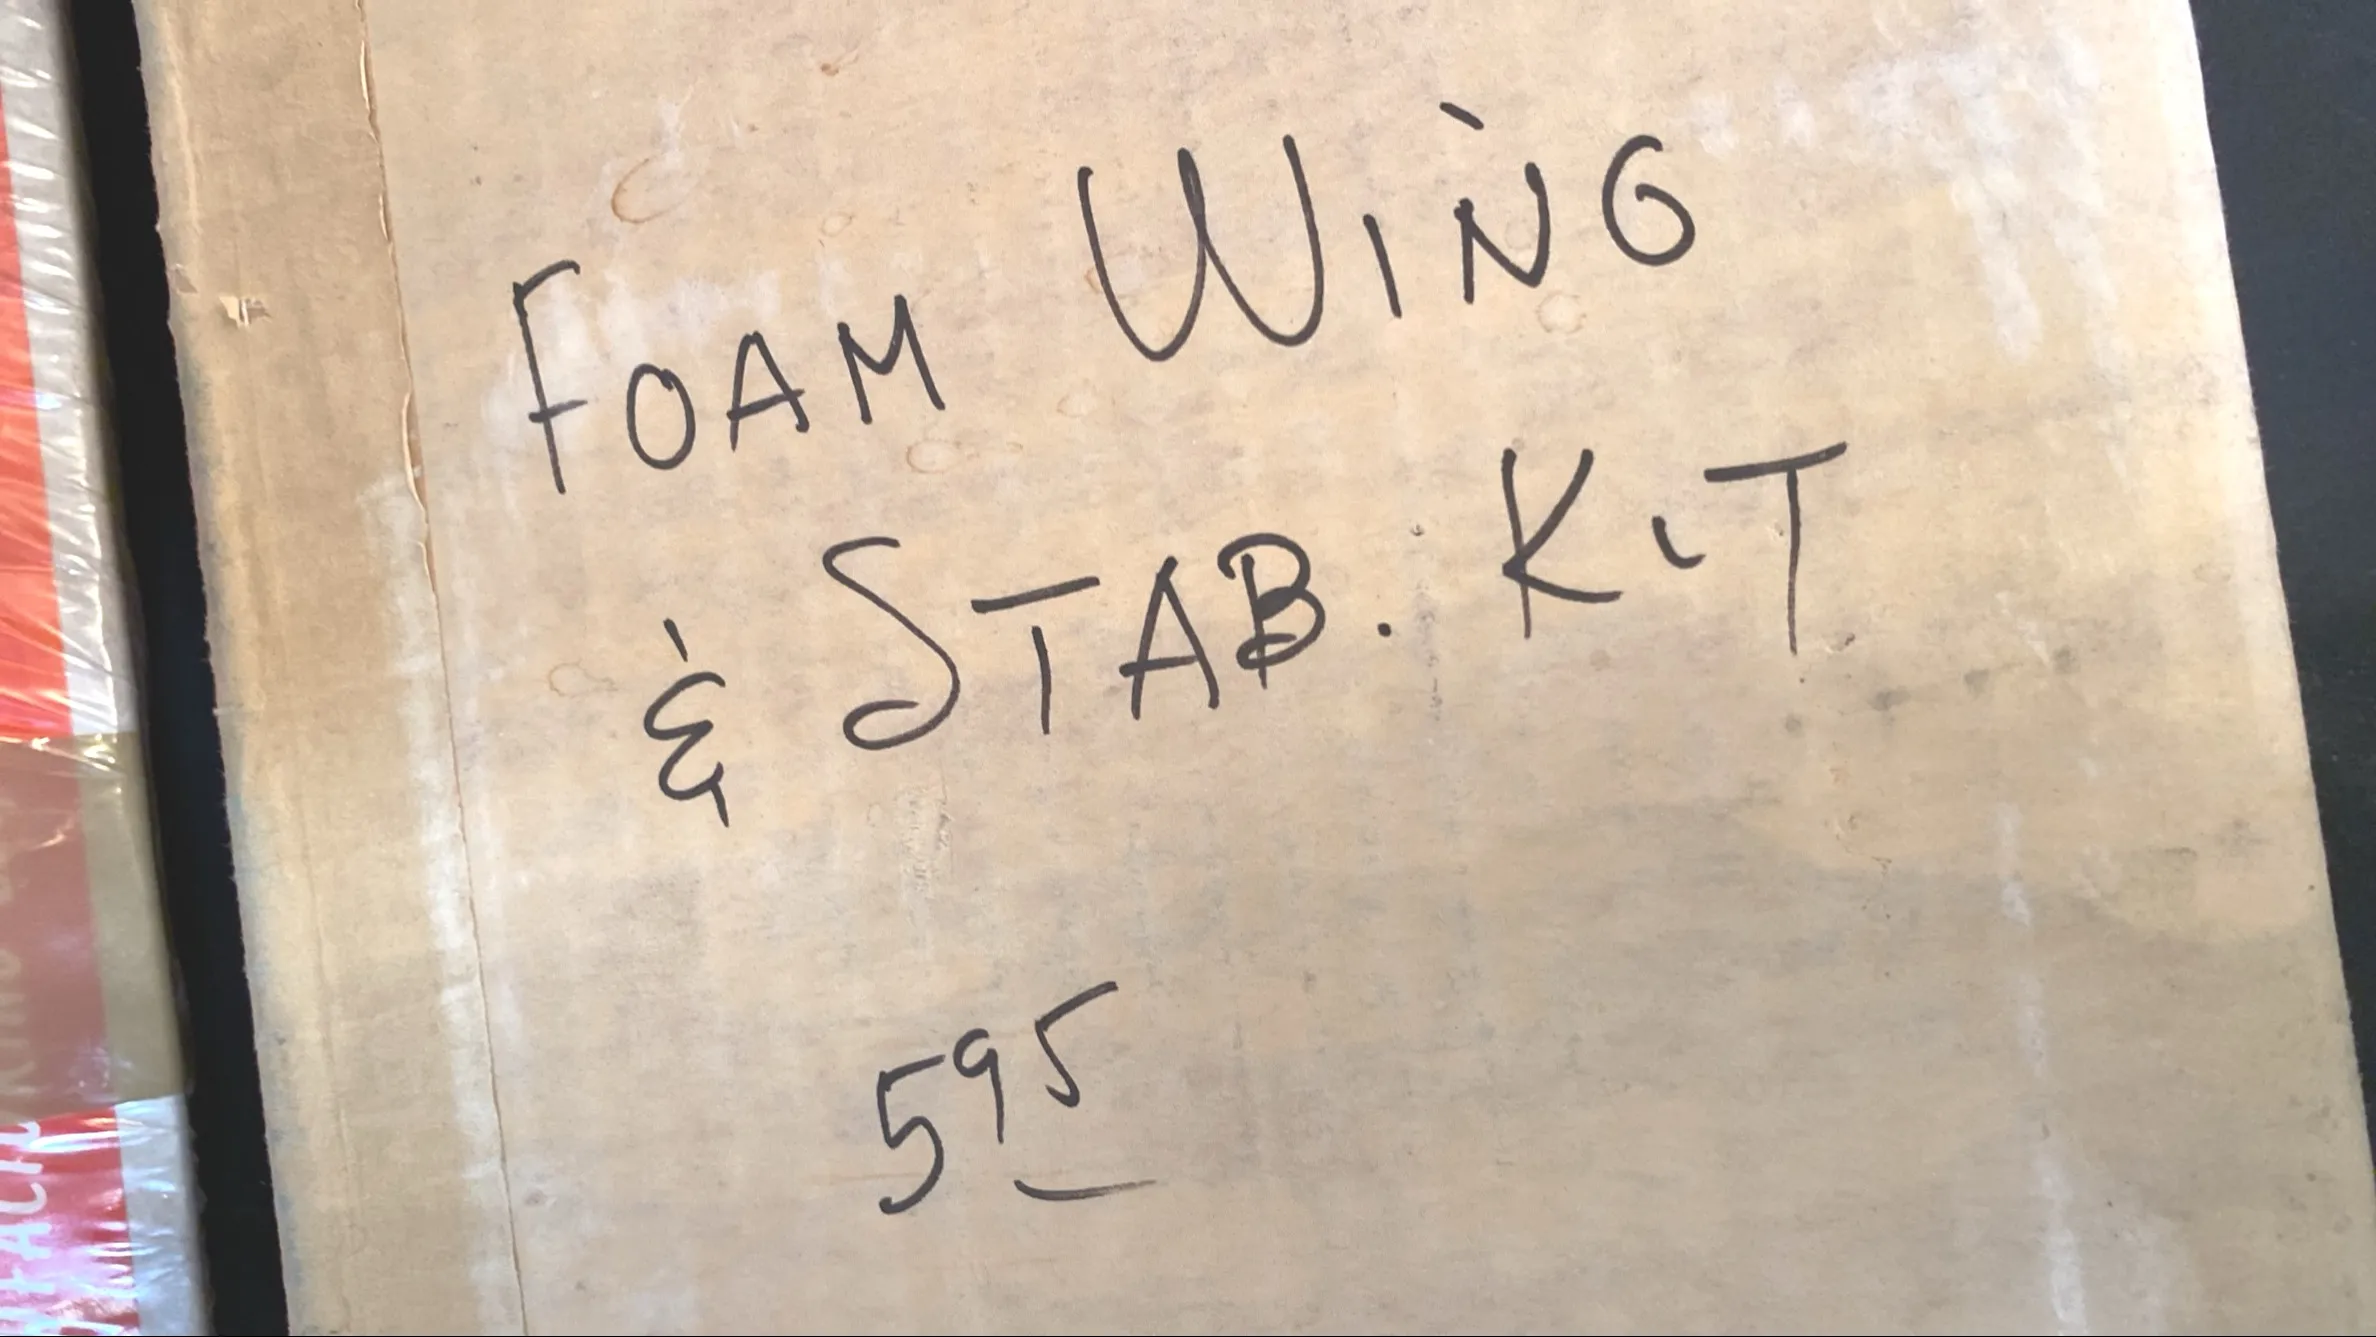 FOAM WING
& STAB. KIT
595